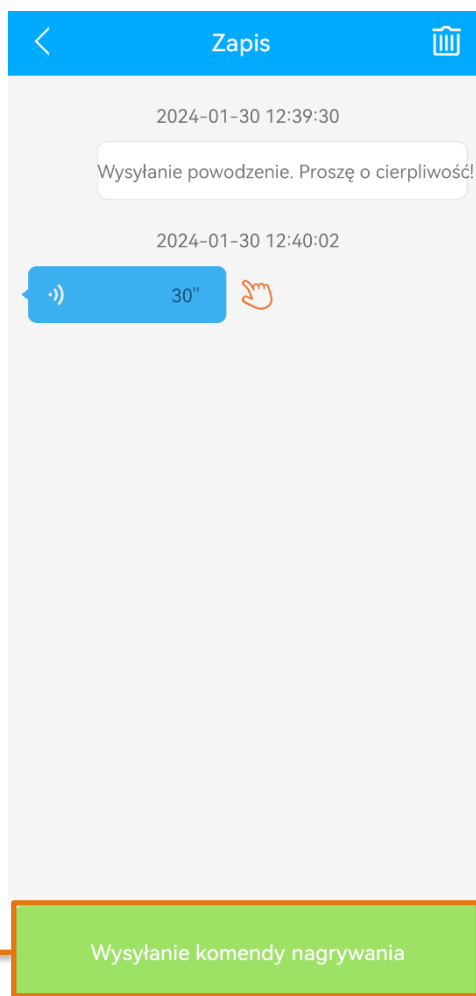 Zapis
2024-01-30 12:39:30
Wysyłanie powodzenie. Proszę o cierpliwość!
2024-01-30 12:40:02
30"
Wysyłanie komendy nagrywania